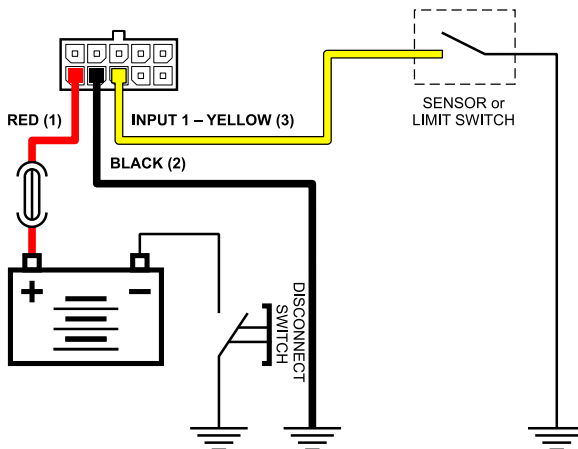 SENSOR or
LIMIT SWITCH
RED (1)
INPUT 1 – YELLOW (3)
BLACK (2)
+
–
DISCONNECT
SWITCH